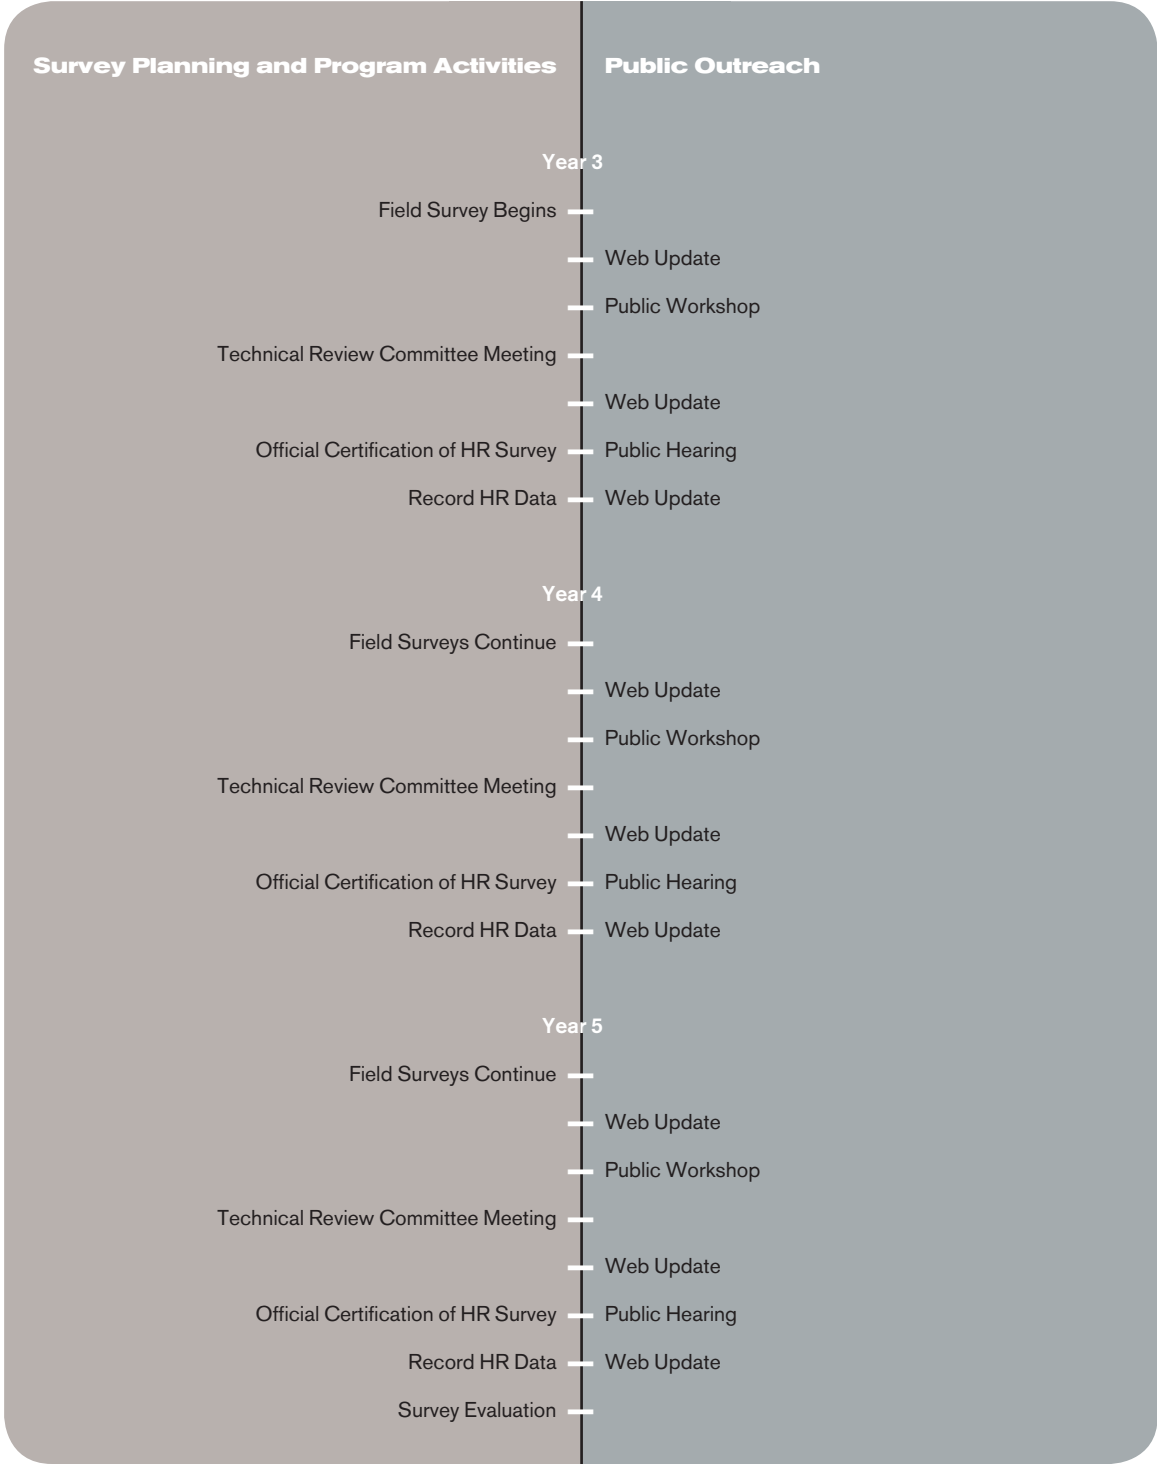 Survey Planning and Program Activities
Public Outreach
Year 3
Field Survey Begins
Web Update
Public Workshop
Technical Review Committee Meeting
Web Update
Official Certification of HR Survey
Public Hearing
Record HR Data
Web Update
Year 4
Field Surveys Continue
Web Update
Public Workshop
Technical Review Committee Meeting
Web Update
Official Certification of HR Survey
Public Hearing
Record HR Data
Web Update
Year 5
Field Surveys Continue
Web Update
Public Workshop
Technical Review Committee Meeting
Web Update
Official Certification of HR Survey
Public Hearing
Record HR Data
Web Update
Survey Evaluation